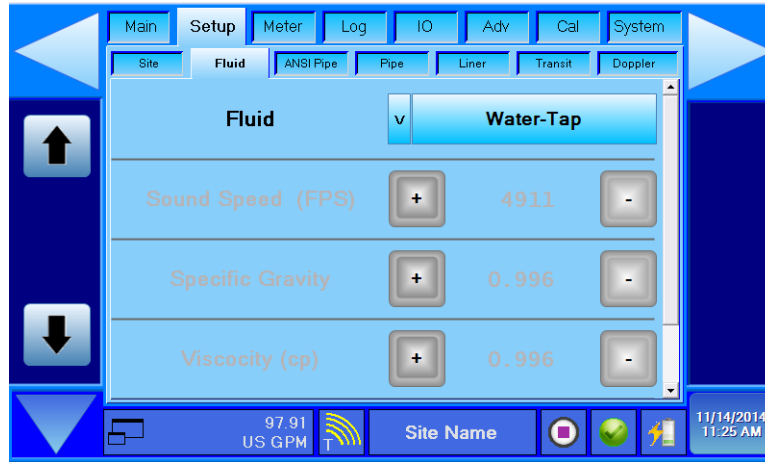 Main Setup Meter Log IO Adv Cal System
Site Fluid ANSI Pipe Pipe Liner Transit Doppler
Fluid v Water-Tap
Sound Speed (FPS) + 4911 -
Specific Gravity + 0.996 -
Viscocity (cp) + 0.996 -
97.91
US GPM T Site Name
11/14/2014
11:25 AM